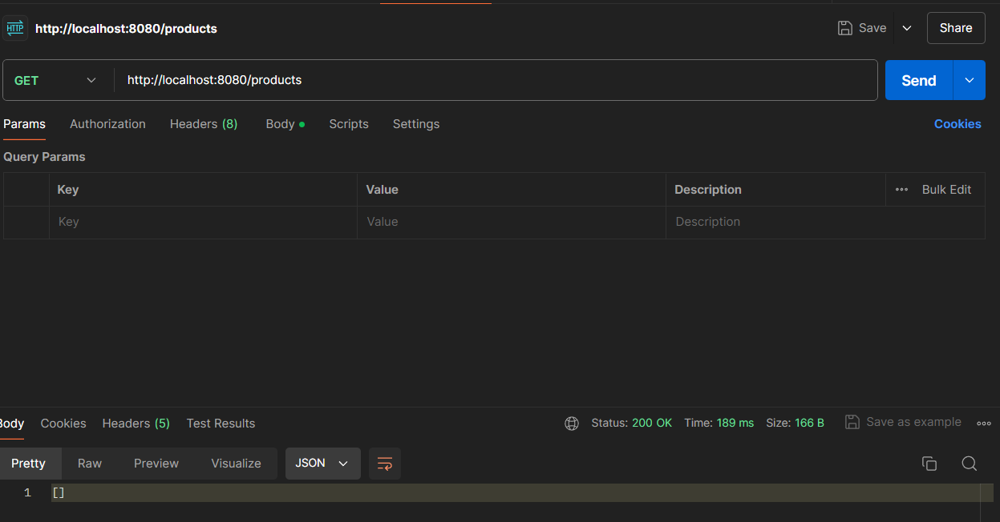 HTTP http://localhost:8080/products Save Share
GET http://localhost:8080/products Send
Params Authorization Headers (8) Body Scripts Settings Cookies
Query Params
Key Value Description Bulk Edit
Key Value Description
Body Cookies Headers (5) Test Results Status: 200 OK Time: 189 ms Size: 166 B Save as example
Pretty Raw Preview Visualize JSON
1 []